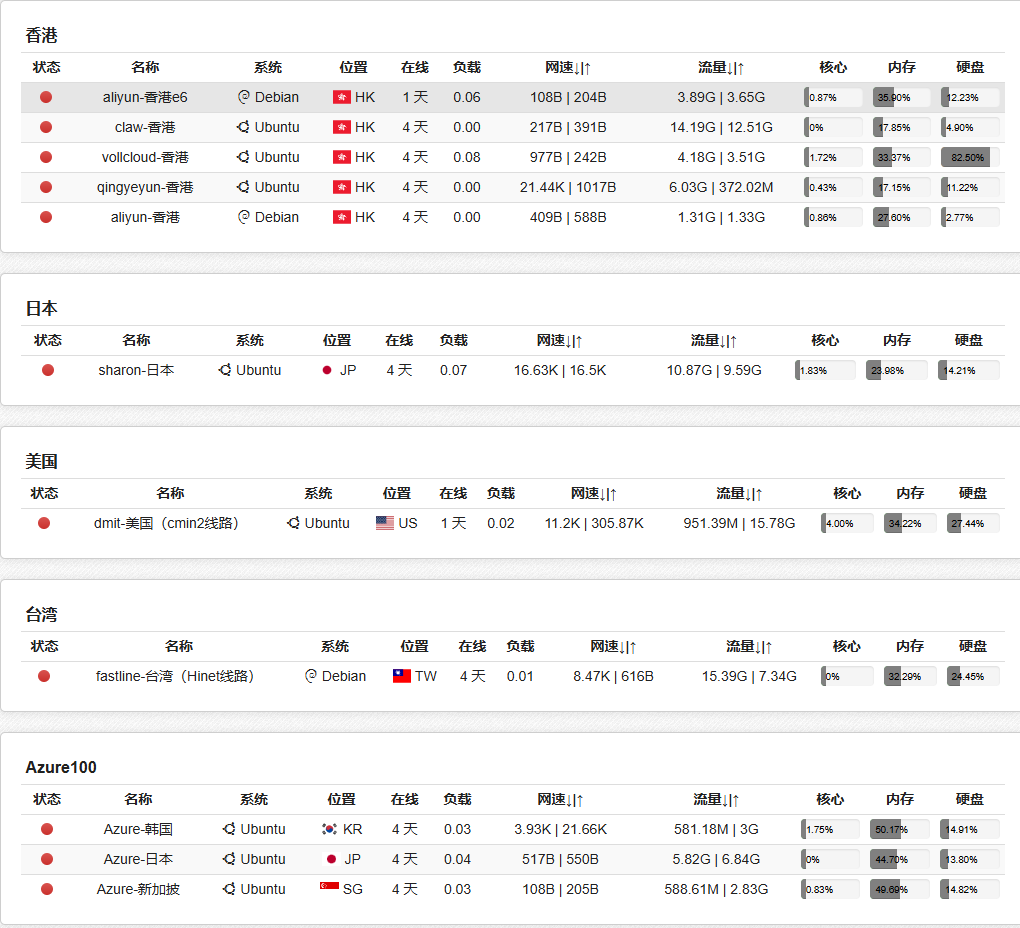 香港
状态 名称 系统 位置 在线 负载 网速↓|↑ 流量↓|↑ 核心 内存 硬盘
aliyun-香港e6 Debian HK 1 天 0.06 108B | 204B 3.89G | 3.65G 0.87% 35.90% 12.23%
claw-香港 Ubuntu HK 4 天 0.00 217B | 391B 14.19G | 12.51G 0% 17.85% 4.90%
vollcloud-香港 Ubuntu HK 4 天 0.08 977B | 242B 4.18G | 3.51G 1.72% 33.37% 82.50%
qingyeyun-香港 Ubuntu HK 4 天 0.00 21.44K | 1017B 6.03G | 372.02M 0.43% 17.15% 11.22%
aliyun-香港 Debian HK 4 天 0.00 409B | 588B 1.31G | 1.33G 0.86% 27.60% 2.77%
日本
状态 名称 系统 位置 在线 负载 网速↓|↑ 流量↓|↑ 核心 内存 硬盘
sharon-日本 Ubuntu JP 4 天 0.07 16.63K | 16.5K 10.87G | 9.59G 1.83% 23.98% 14.21%
美国
状态 名称 系统 位置 在线 负载 网速↓|↑ 流量↓|↑ 核心 内存 硬盘
dmit-美国（cmin2线路） Ubuntu US 1 天 0.02 11.2K | 305.87K 951.39M | 15.78G 4.00% 34.22% 27.44%
台湾
状态 名称 系统 位置 在线 负载 网速↓|↑ 流量↓|↑ 核心 内存 硬盘
fastline-台湾（Hinet线路） Debian TW 4 天 0.01 8.47K | 616B 15.39G | 7.34G 0% 32.29% 24.45%
Azure100
状态 名称 系统 位置 在线 负载 网速↓|↑ 流量↓|↑ 核心 内存 硬盘
Azure-韩国 Ubuntu KR 4 天 0.03 3.93K | 21.66K 581.18M | 3G 1.75% 50.17% 14.91%
Azure-日本 Ubuntu JP 4 天 0.04 517B | 550B 5.82G | 6.84G 0% 44.70% 13.80%
Azure-新加坡 Ubuntu SG 4 天 0.03 108B | 205B 588.61M | 2.83G 0.83% 49.69% 14.82%